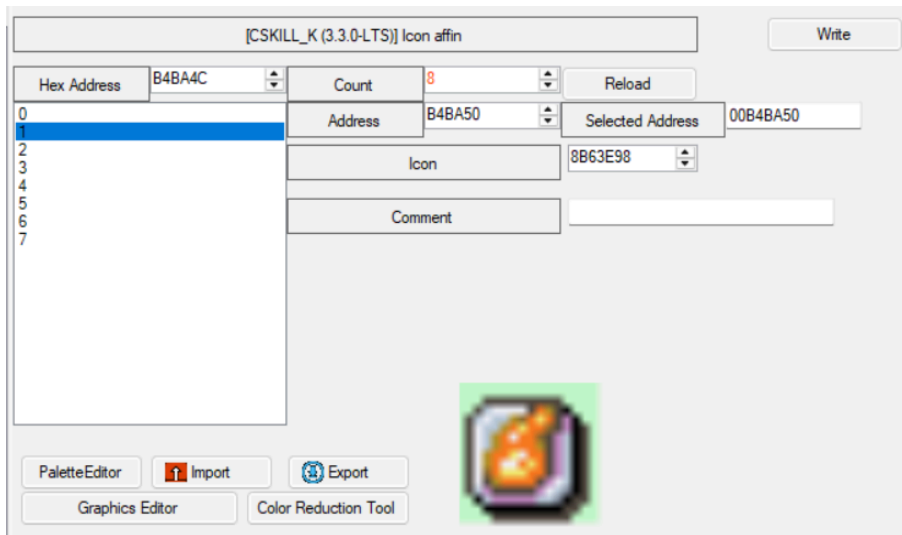 [CSKILL_K (3.3.0-LTS)] Icon affin
Write
Hex Address B4BA4C Count 8 Reload
Address B4BA50 Selected Address 00B4BA50
Icon 8B63E98
Comment
0
1
2
3
4
5
6
7
PaletteEditor Import Export
Graphics Editor Color Reduction Tool